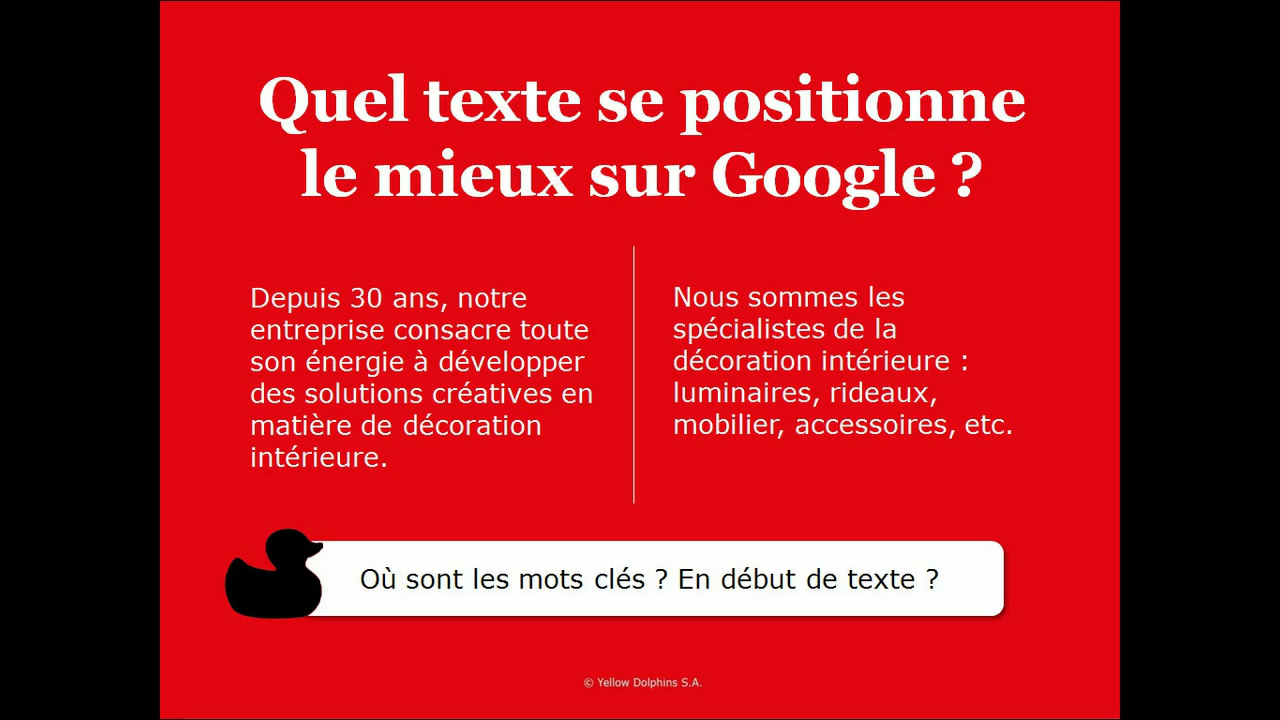 Quel texte se positionne
le mieux sur Google ?
Depuis 30 ans, notre
entreprise consacre toute
son énergie à développer
des solutions créatives en
matière de décoration
intérieure.
Nous sommes les
spécialistes de la
décoration intérieure :
luminaires, rideaux,
mobilier, accessoires, etc.
Où sont les mots clés ? En début de texte ?
© Yellow Dolphins S.A.